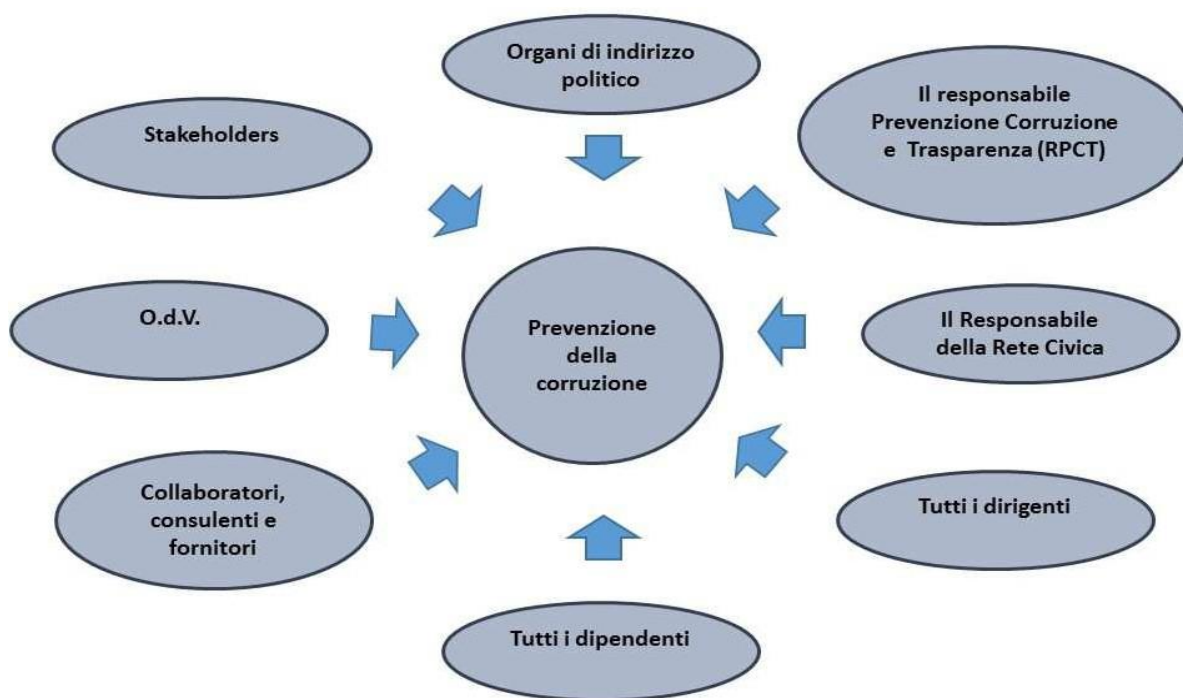 Organi di indirizzo
politico
Il responsabile
Prevenzione Corruzione
e Trasparenza (RPCT)
Stakeholders
O.d.V.
Prevenzione
della
corruzione
Il Responsabile
della Rete Civica
Collaboratori,
consulenti e
fornitori
Tutti i dirigenti
Tutti i dipendenti